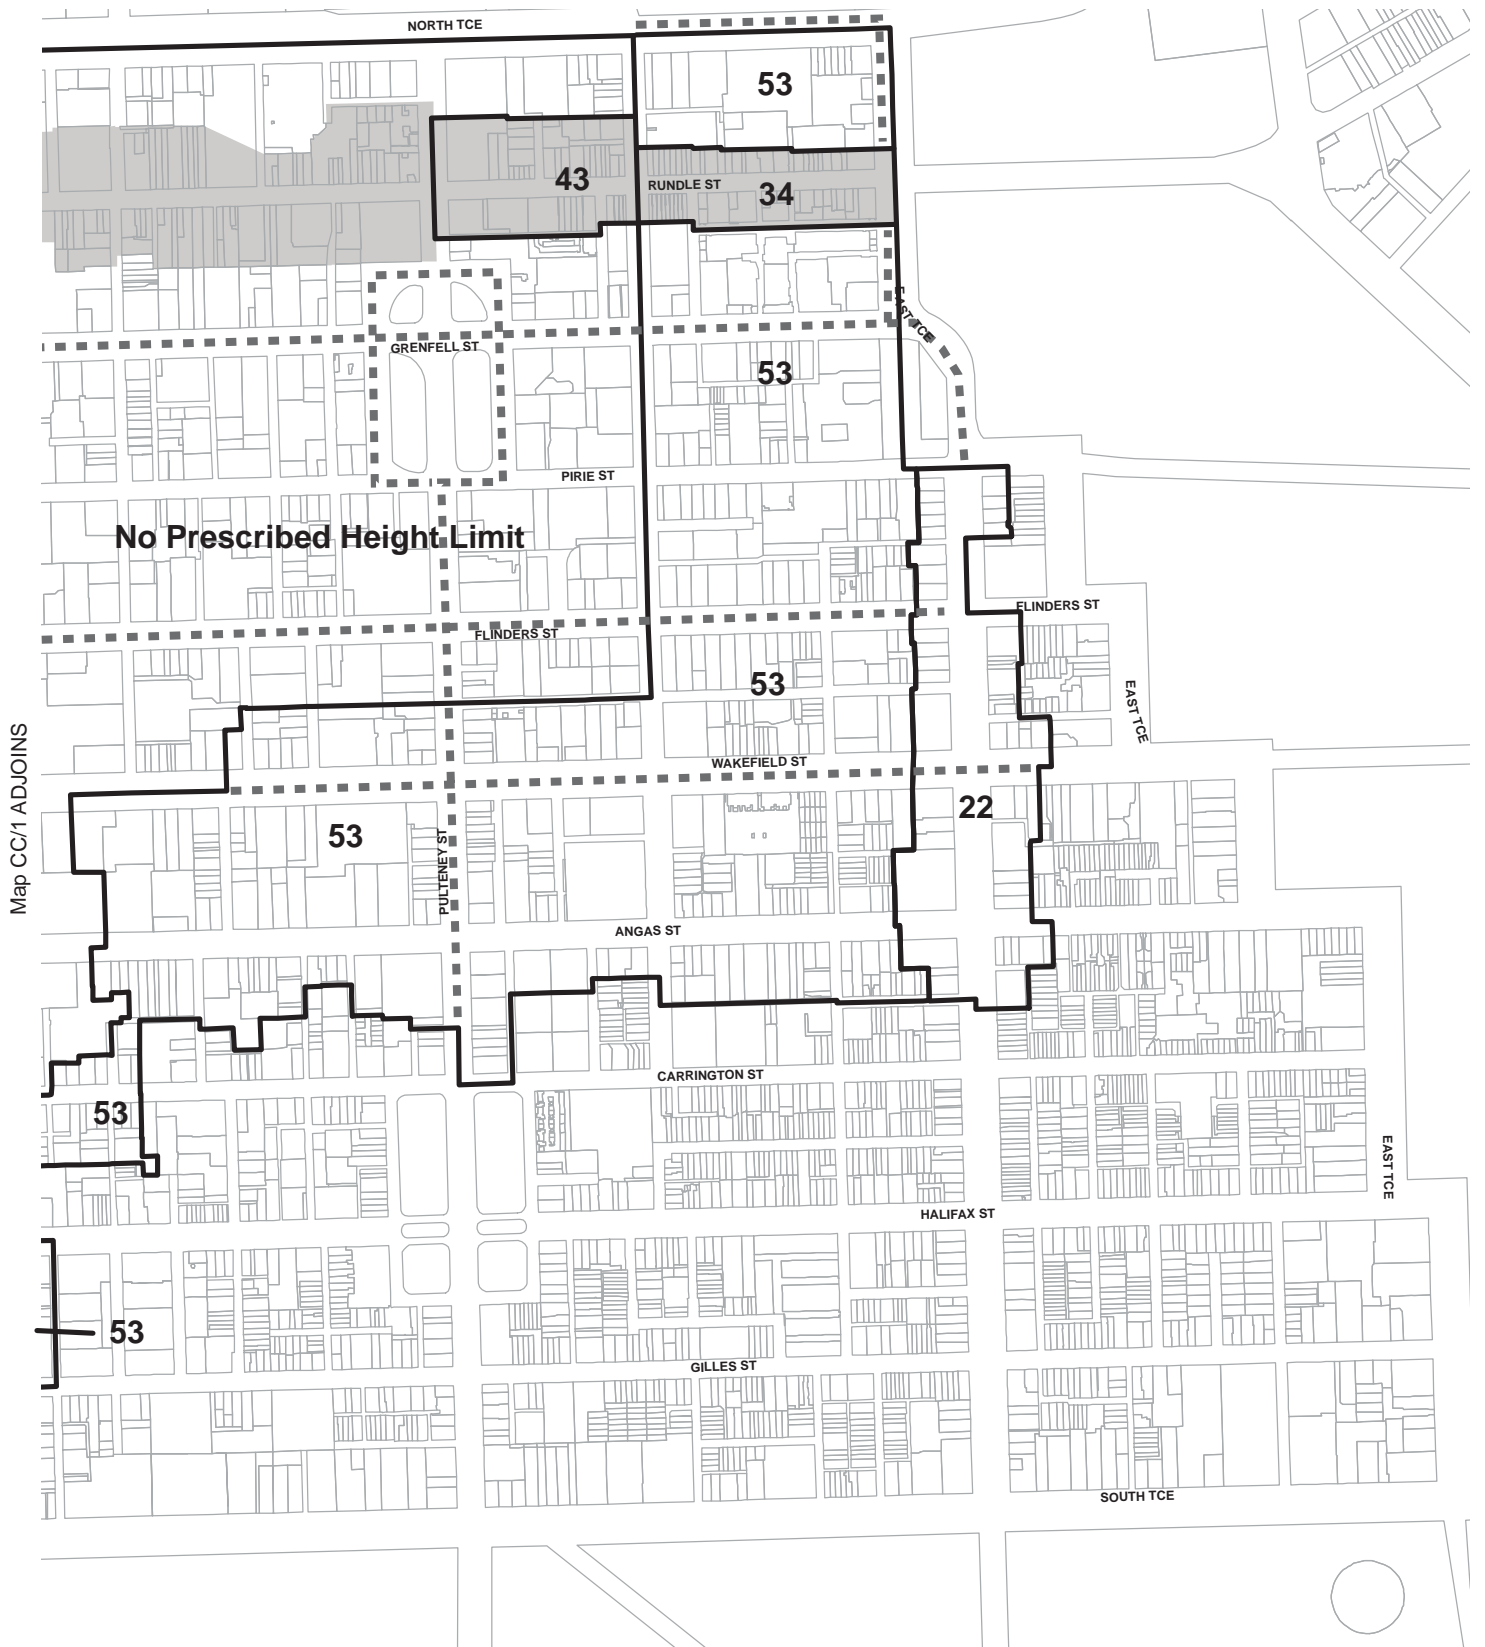 NORTH TCE
53
43
RUNDLE ST
34
EAST TCE
GRENFELL ST
53
PIRIE ST
No Prescribed Height Limit
FLINDERS ST
FLINDERS ST
53
EAST TCE
WAKEFIELD ST
Map CC/1 ADJOINS
22
53
PULTENEY ST
ANGAS ST
CARRINGTON ST
53
EAST TCE
HALIFAX ST
53
GILLES ST
SOUTH TCE